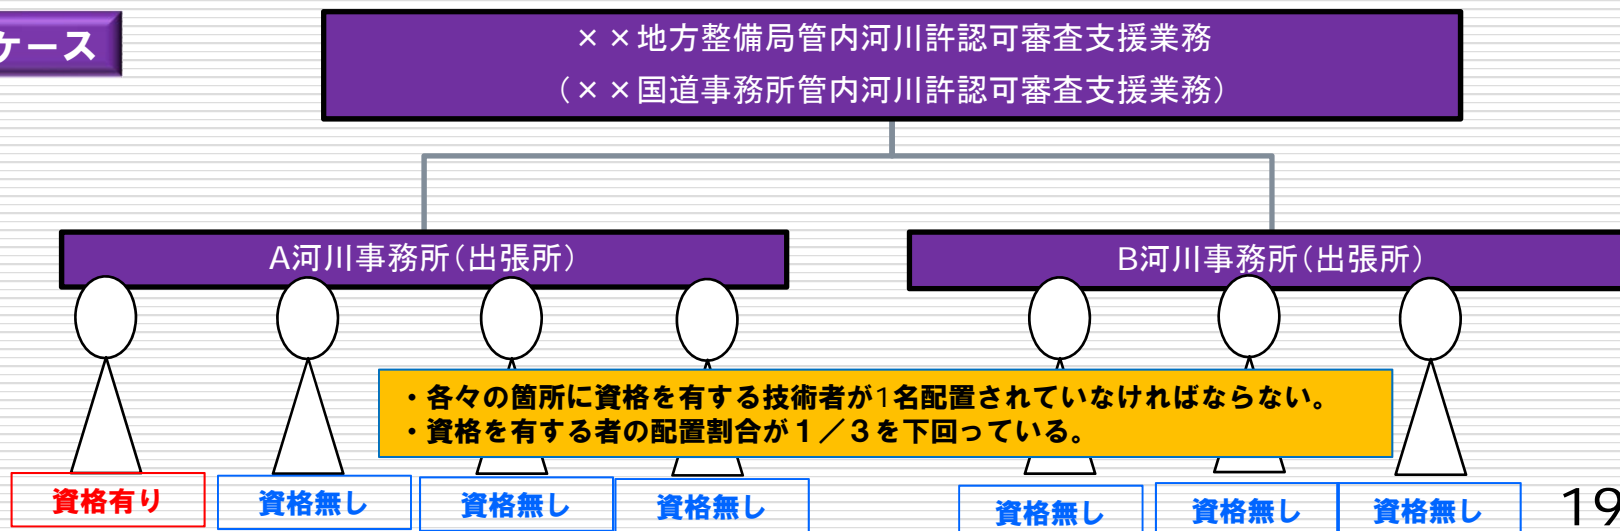 ケース
××地方整備局管内河川許認可審査支援業務
(××国道事務所管内河川許認可審査支援業務)
A河川事務所(出張所)
B河川事務所(出張所)
・各々の箇所に資格を有する技術者が1名配置されていなければならない。
・資格を有する者の配置割合が1/3を下回っている。
資格有り
資格無し
資格無し
資格無し
資格無し
資格無し
資格無し
19